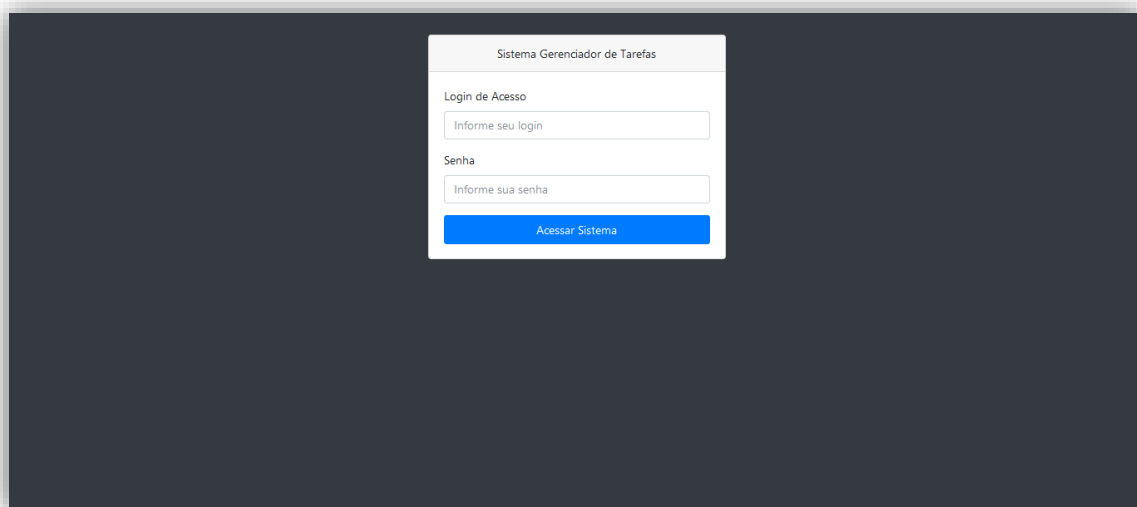 Sistema Gerenciador de Tarefas
Login de Acesso
Informe seu login
Senha
Informe sua senha
Acessar Sistema